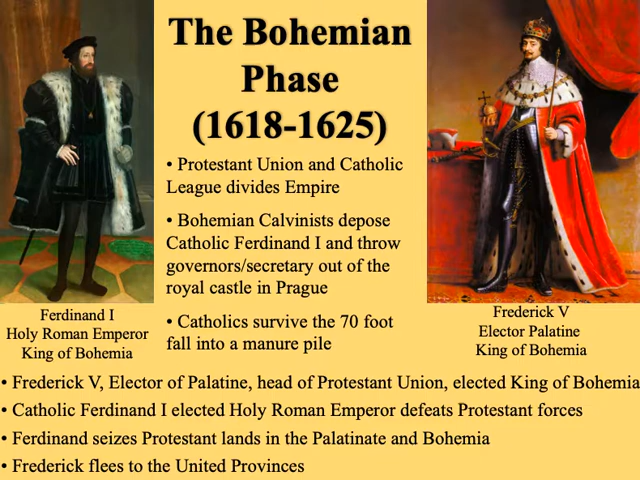 The Bohemian
Phase
(1618-1625)
• Protestant Union and Catholic
League divides Empire
• Bohemian Calvinists depose
Catholic Ferdinand I and throw
governors/secretary out of the
royal castle in Prague
• Catholics survive the 70 foot
fall into a manure pile
Ferdinand I
Holy Roman Emperor
King of Bohemia
Frederick V
Elector Palatine
King of Bohemia
• Frederick V, Elector of Palatine, head of Protestant Union, elected King of Bohemia
• Catholic Ferdinand I elected Holy Roman Emperor defeats Protestant forces
• Ferdinand seizes Protestant lands in the Palatinate and Bohemia
• Frederick flees to the United Provinces